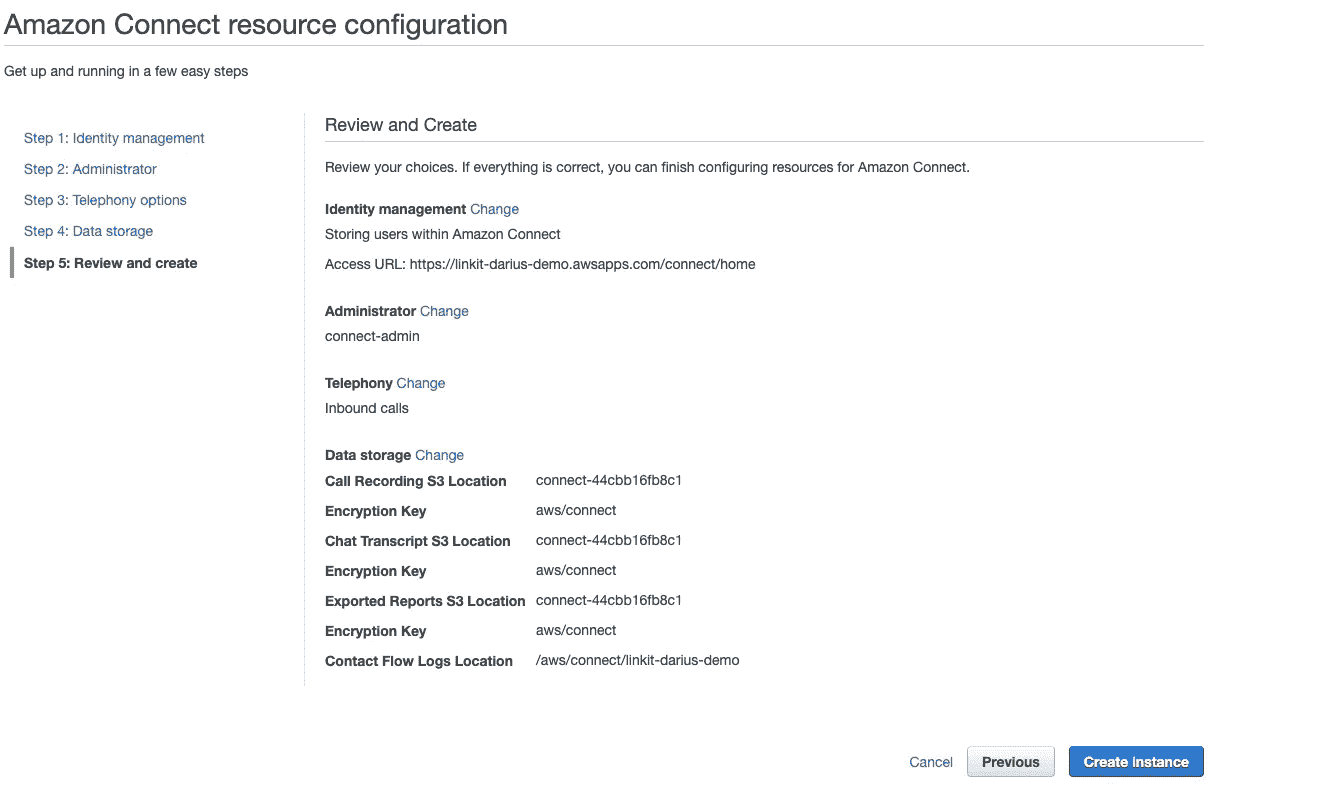 Amazon Connect resource configuration
Get up and running in a few easy steps
Step 1: Identity management
Step 2: Administrator
Step 3: Telephony options
Step 4: Data storage
Step 5: Review and create
Review and Create
Review your choices. If everything is correct, you can finish configuring resources for Amazon Connect.
Identity management Change
Storing users within Amazon Connect
Access URL: https://linkit-darius-demo.awsapps.com/connect/home
Administrator Change
connect-admin
Telephony Change
Inbound calls
Data storage Change
Call Recording S3 Location connect-44cbb16fb8c1
Encryption Key aws/connect
Chat Transcript S3 Location connect-44cbb16fb8c1
Encryption Key aws/connect
Exported Reports S3 Location connect-44cbb16fb8c1
Encryption Key aws/connect
Contact Flow Logs Location /aws/connect/linkit-darius-demo
Cancel Previous Create instance